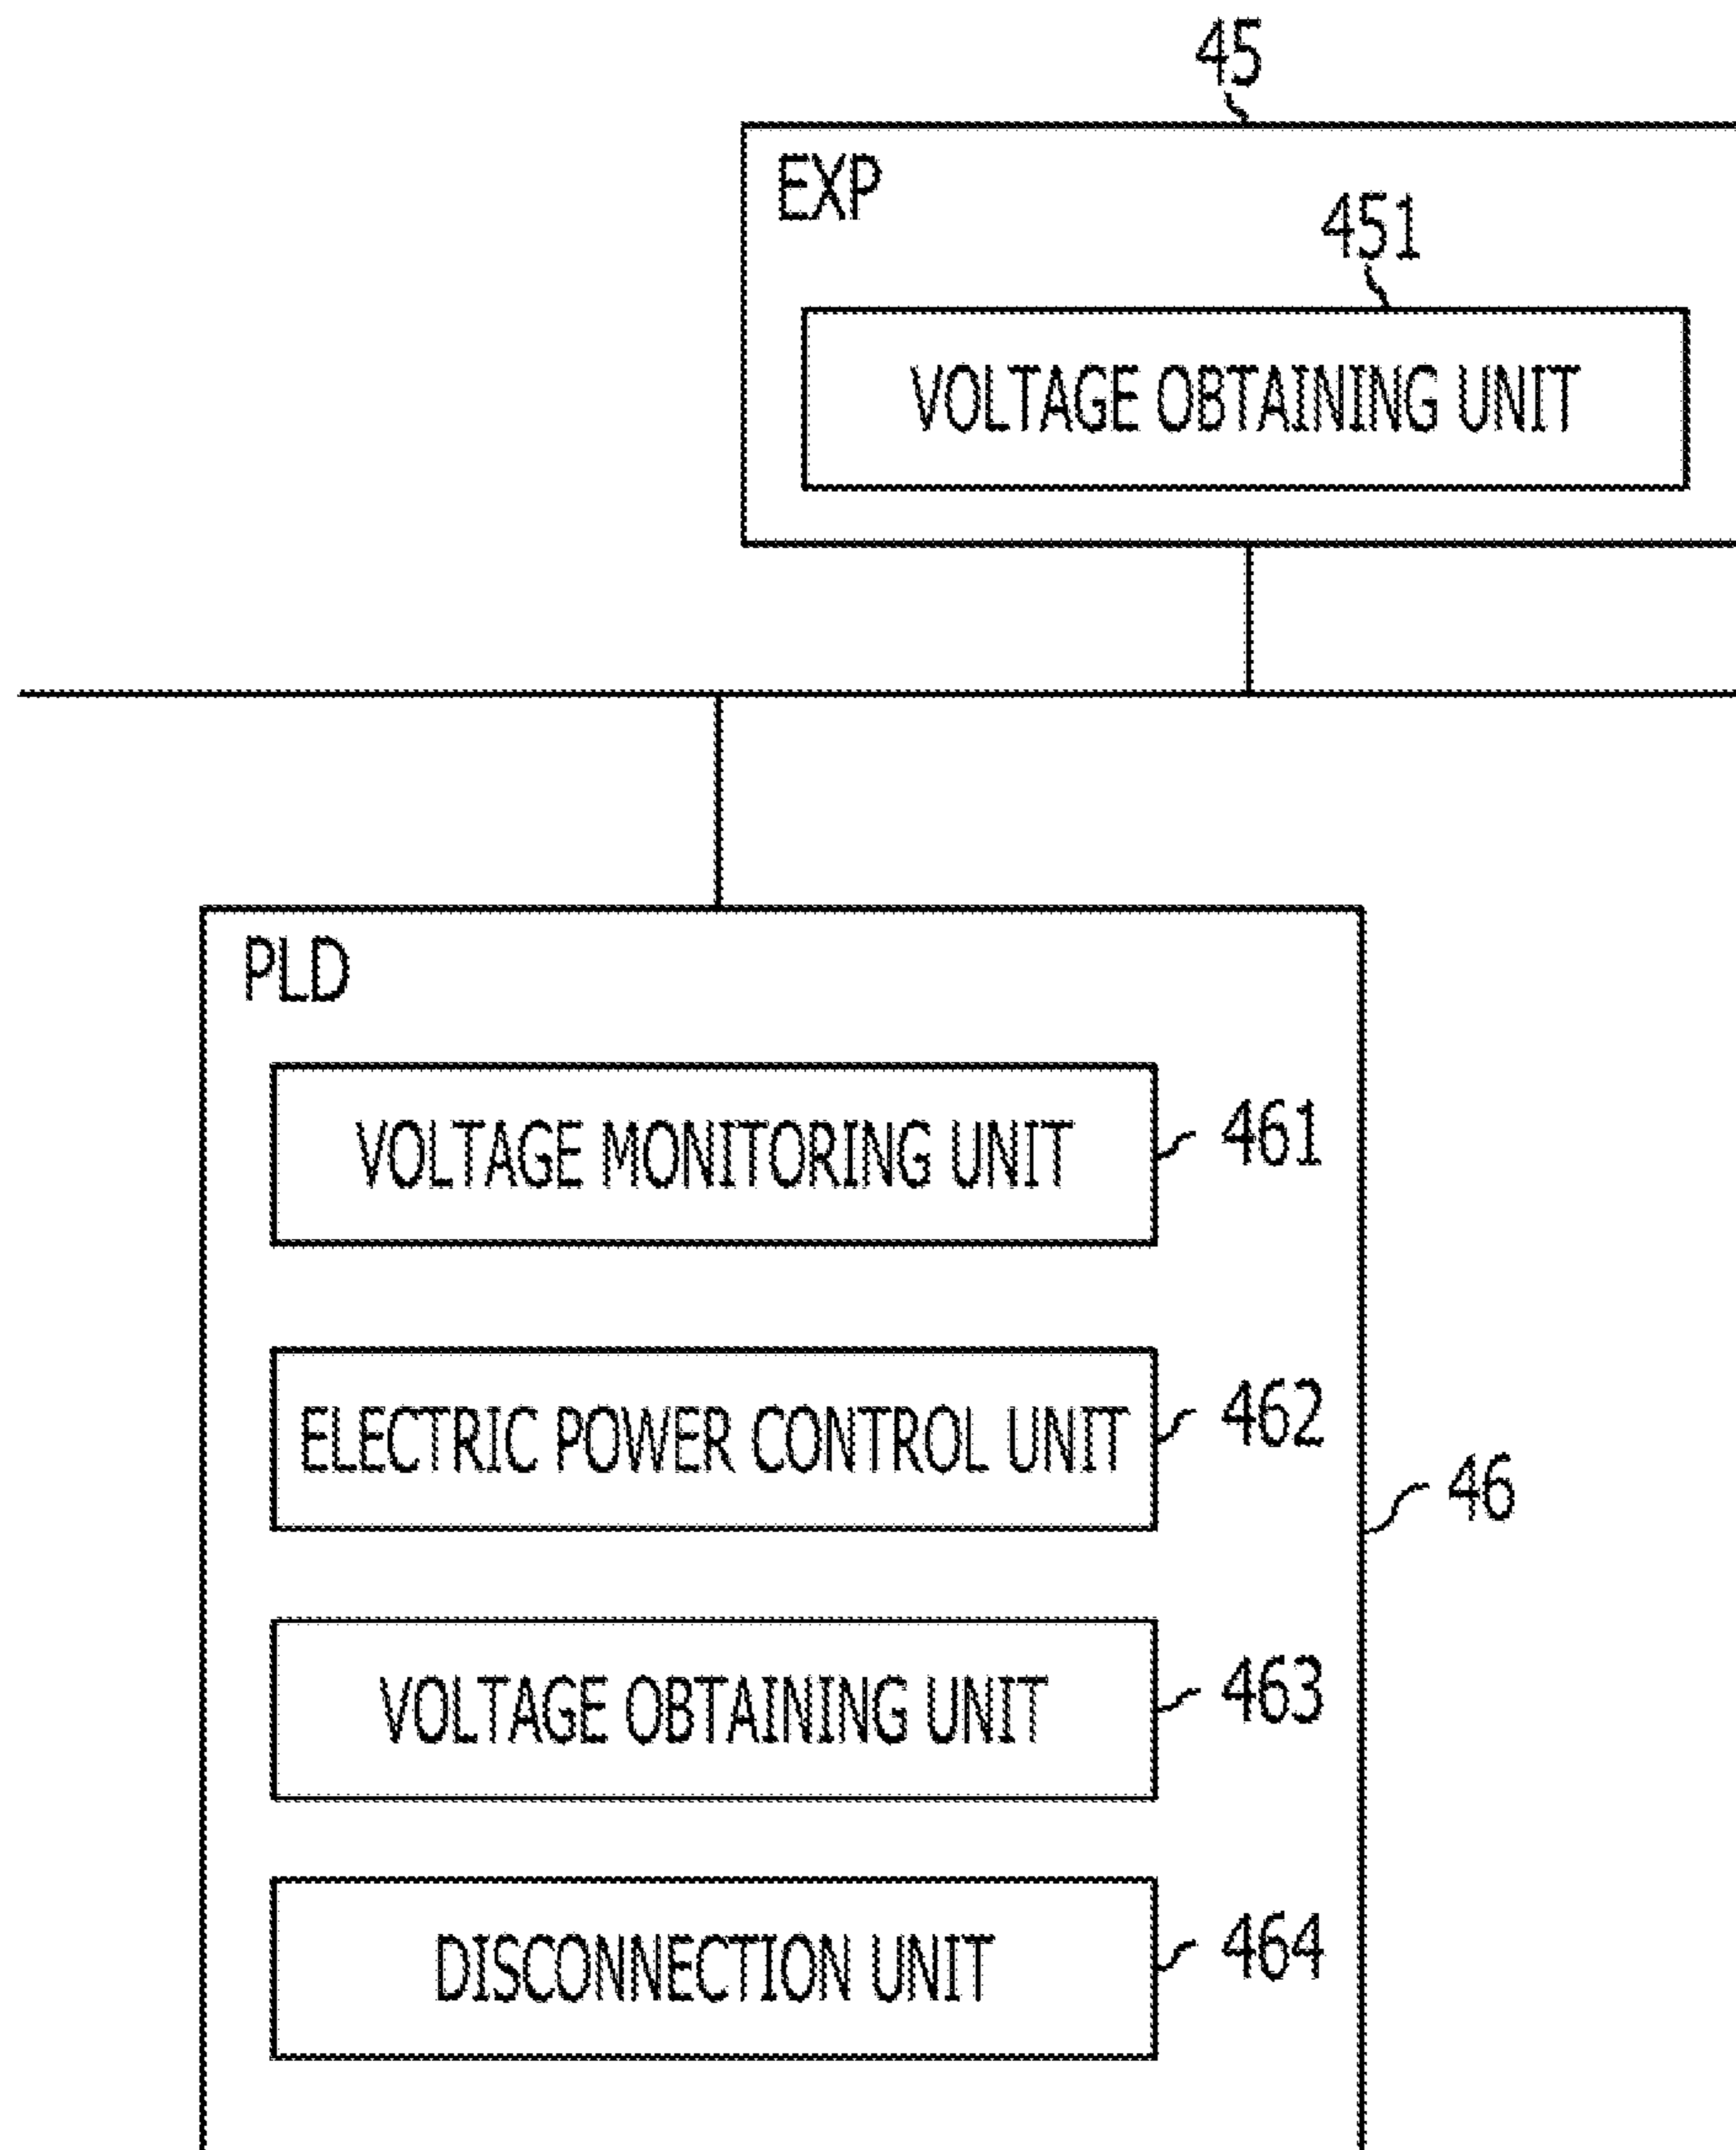 45
EXP
451
VOLTAGE OBTAINING UNIT
PLD
VOLTAGE MONITORING UNIT
461
ELECTRIC POWER CONTROL UNIT
462
46
VOLTAGE OBTAINING UNIT
463
DISCONNECTION UNIT
464